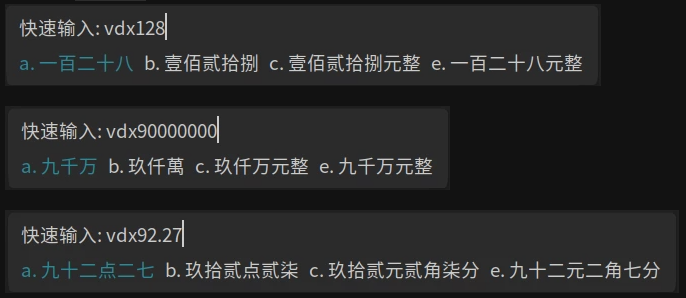 快速输入: vdx128
a. 一百二十八 b. 壹佰贰拾捌 c. 壹佰贰拾捌元整 e. 一百二十八元整
快速输入: vdx90000000
a. 九千万 b. 玖仟萬 c. 玖仟万元整 e. 九千万元整
快速输入: vdx92.27
a. 九十二点二七 b. 玖拾贰点贰柒 c. 玖拾贰元贰角柒分 e. 九十二元二角七分